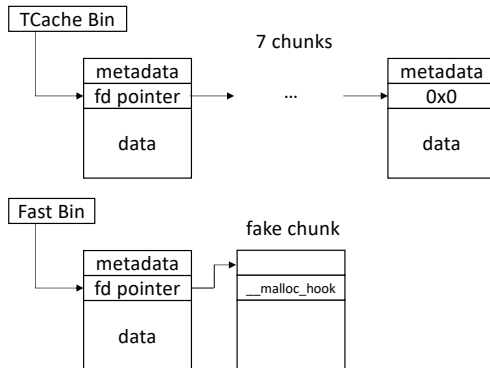 TCache Bin
7 chunks
metadata
fd pointer
data
...
metadata
0x0
data
Fast Bin
fake chunk
metadata
fd pointer
data
__malloc_hook